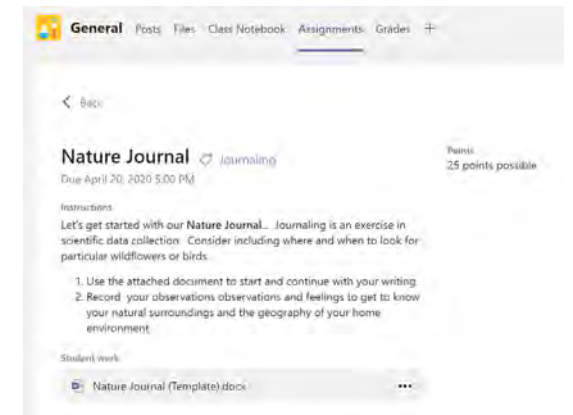 General Posts Files Class Notebook Assignments Grades +
Back
Nature Journal Journaling
Due April 20, 2020 5:00 PM
Points
25 points possible
Instructions
Let's get started with our Nature Journal... Journaling is an exercise in
scientific data collection. Consider including where and when to look for
particular wildflowers or birds.
1. Use the attached document to start and continue with your writing.
2. Record your observations observations and feelings to get to know
your natural surroundings and the geography of your home
environment.
Student work
Nature Journal (Template).docx